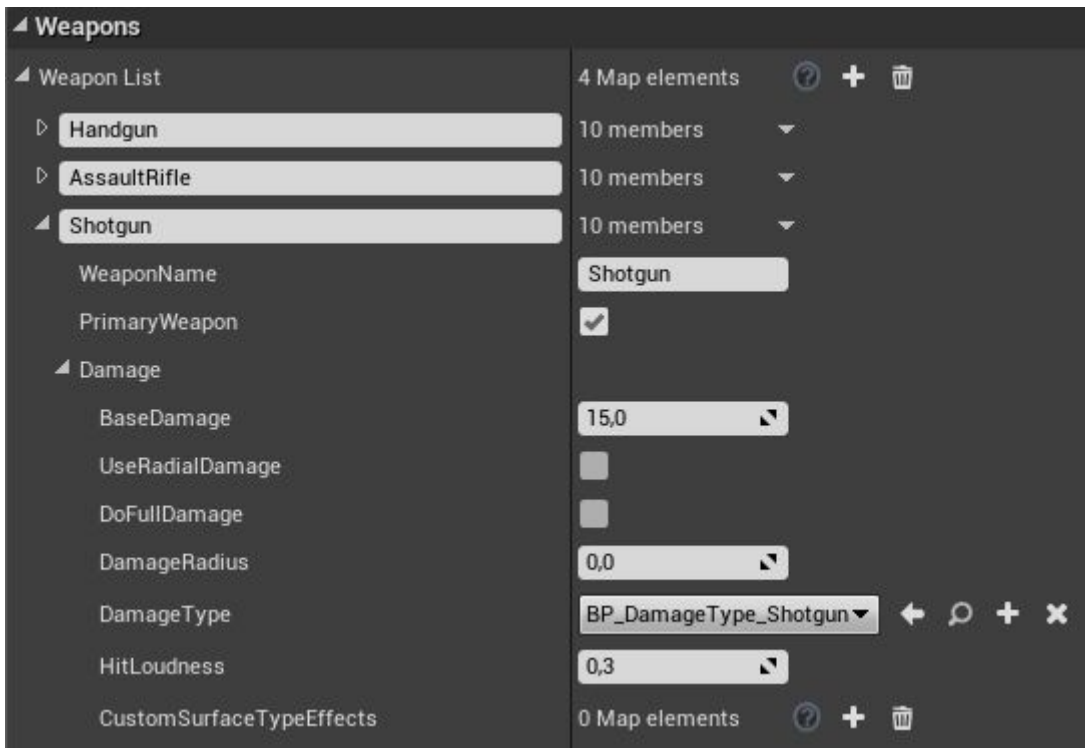 Weapons
Weapon List 4 Map elements
Handgun 10 members
AssaultRifle 10 members
Shotgun 10 members
WeaponName Shotgun
PrimaryWeapon
Damage
BaseDamage 15,0
UseRadialDamage
DoFullDamage
DamageRadius 0,0
DamageType BP_DamageType_Shotgun
HitLoudness 0,3
CustomSurfaceTypeEffects 0 Map elements